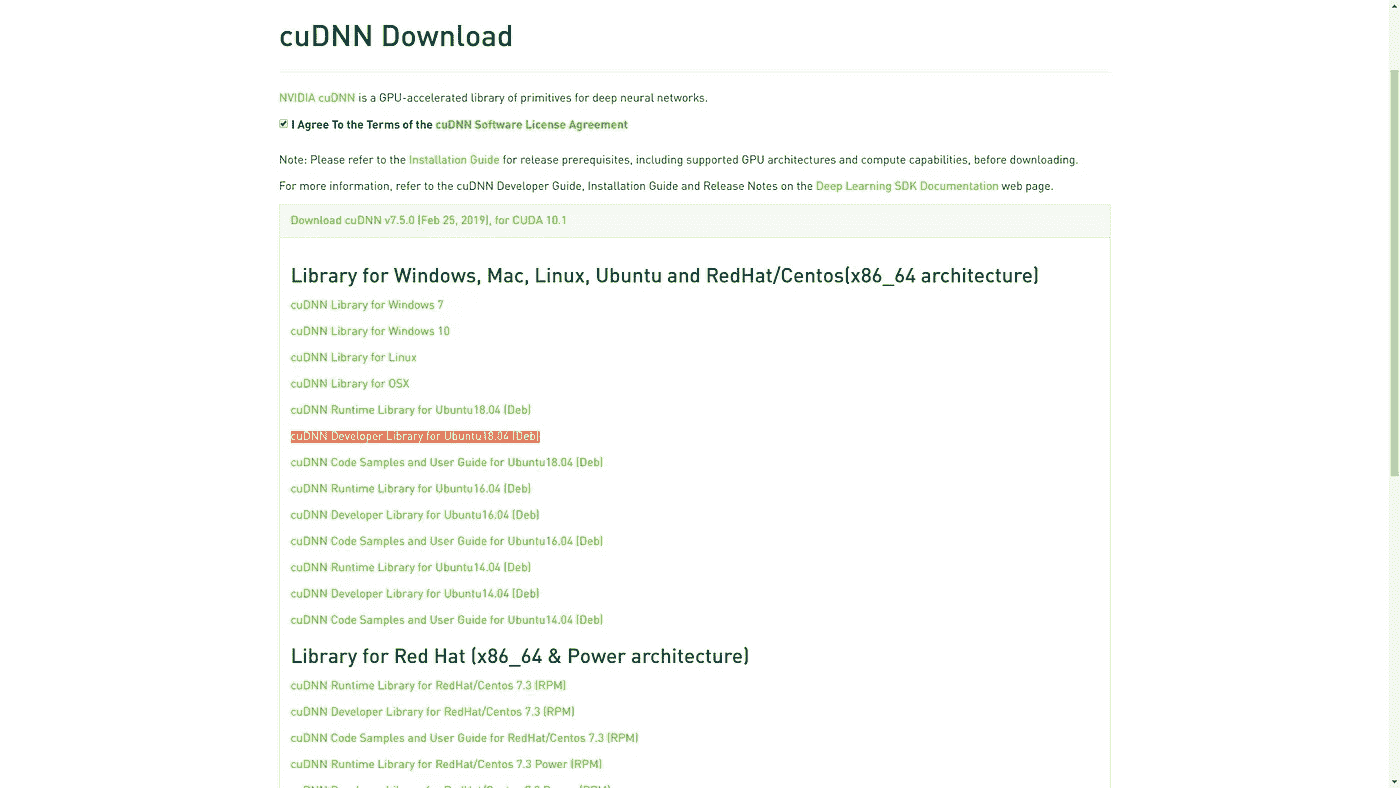 cuDNN Download
NVIDIA cuDNN is a GPU-accelerated library of primitives for deep neural networks.
I Agree To the Terms of the cuDNN Software License Agreement
Note: Please refer to the Installation Guide for release prerequisites, including supported GPU architectures and compute capabilities, before downloading.
For more information, refer to the cuDNN Developer Guide, Installation Guide and Release Notes on the Deep Learning SDK Documentation web page.
Download cuDNN v7.5.0 (Feb 25, 2019), for CUDA 10.1
Library for Windows, Mac, Linux, Ubuntu and RedHat/Centos(x86_64 architecture)
cuDNN Library for Windows 7
cuDNN Library for Windows 10
cuDNN Library for Linux
cuDNN Library for OSX
cuDNN Runtime Library for Ubuntu18.04 (Deb)
cuDNN Developer Library for Ubuntu18.04 (Deb)
cuDNN Code Samples and User Guide for Ubuntu18.04 (Deb)
cuDNN Runtime Library for Ubuntu16.04 (Deb)
cuDNN Developer Library for Ubuntu16.04 (Deb)
cuDNN Code Samples and User Guide for Ubuntu16.04 (Deb)
cuDNN Runtime Library for Ubuntu14.04 (Deb)
cuDNN Developer Library for Ubuntu14.04 (Deb)
cuDNN Code Samples and User Guide for Ubuntu14.04 (Deb)
Library for Red Hat (x86_64 & Power architecture)
cuDNN Runtime Library for RedHat/Centos 7.3 (RPM)
cuDNN Developer Library for RedHat/Centos 7.3 (RPM)
cuDNN Code Samples and User Guide for RedHat/Centos 7.3 (RPM)
cuDNN Runtime Library for RedHat/Centos 7.3 Power (RPM)